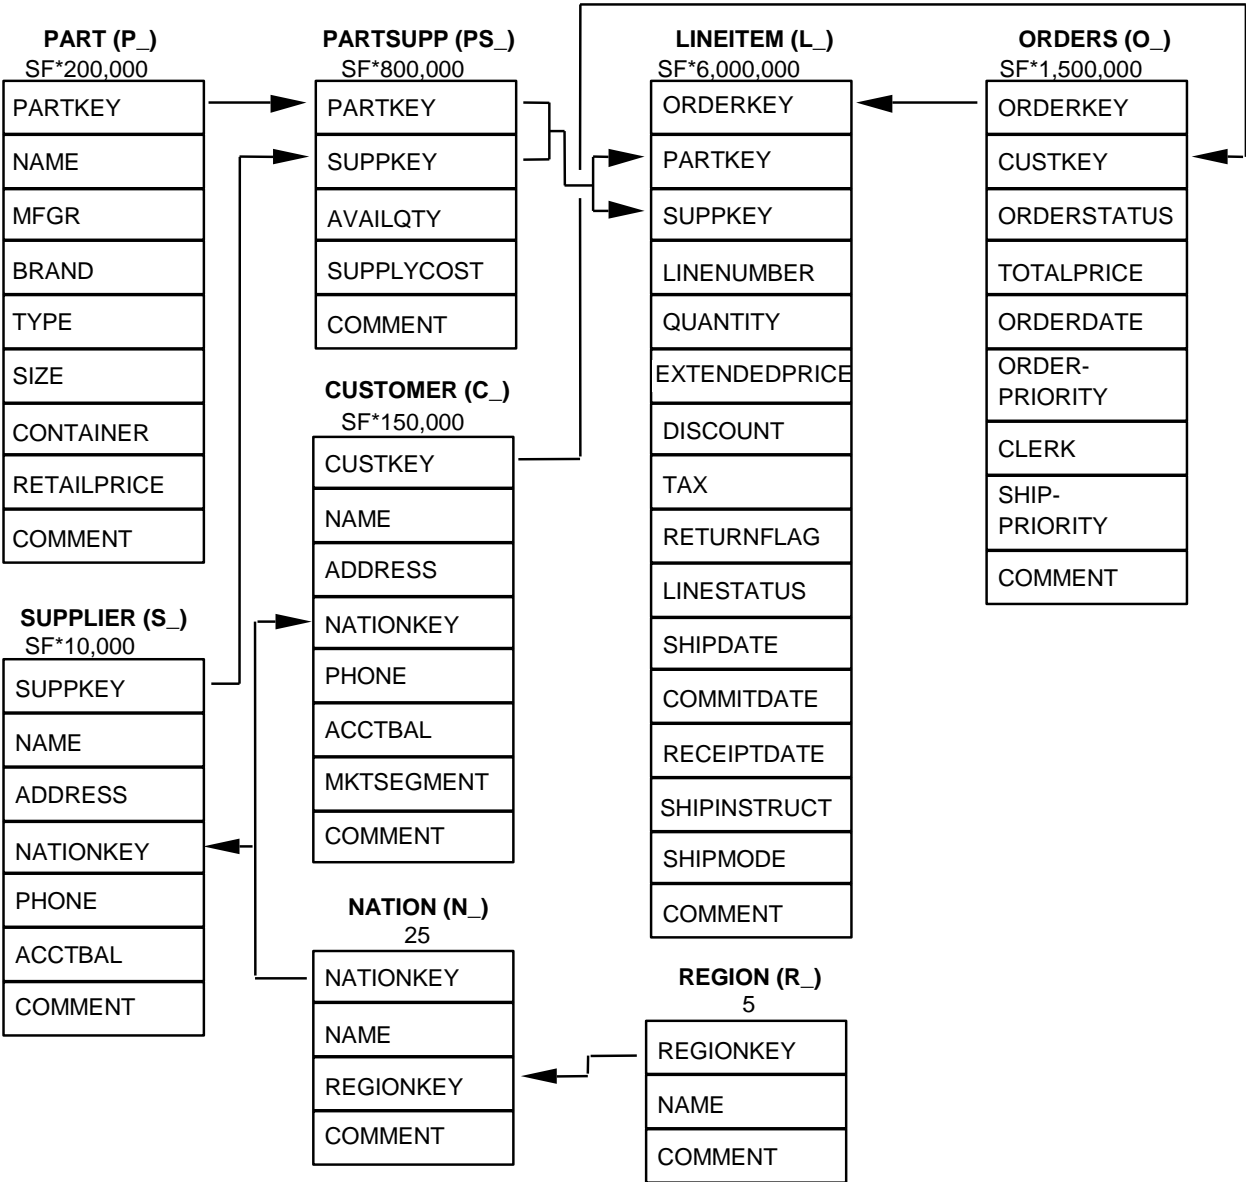 PART (P_)
SF*200,000
PARTKEY
NAME
MFGR
BRAND
TYPE
SIZE
CONTAINER
RETAILPRICE
COMMENT
SUPPLIER (S_)
SF*10,000
SUPPKEY
NAME
ADDRESS
NATIONKEY
PHONE
ACCTBAL
COMMENT
PARTSUPP (PS_)
SF*800,000
PARTKEY
SUPPKEY
AVAILQTY
SUPPLYCOST
COMMENT
CUSTOMER (C_)
SF*150,000
CUSTKEY
NAME
ADDRESS
NATIONKEY
PHONE
ACCTBAL
MKTSEGMENT
COMMENT
NATION (N_)
25
NATIONKEY
NAME
REGIONKEY
COMMENT
LINEITEM (L_)
SF*6,000,000
ORDERKEY
PARTKEY
SUPPKEY
LINENUMBER
QUANTITY
EXTENDEDPRICE
DISCOUNT
TAX
RETURNFLAG
LINESTATUS
SHIPDATE
COMMITDATE
RECEIPTDATE
SHIPINSTRUCT
SHIPMODE
COMMENT
REGION (R_)
5
REGIONKEY
NAME
COMMENT
ORDERS (O_)
SF*1,500,000
ORDERKEY
CUSTKEY
ORDERSTATUS
TOTALPRICE
ORDERDATE
ORDER-
PRIORITY
CLERK
SHIP-
PRIORITY
COMMENT